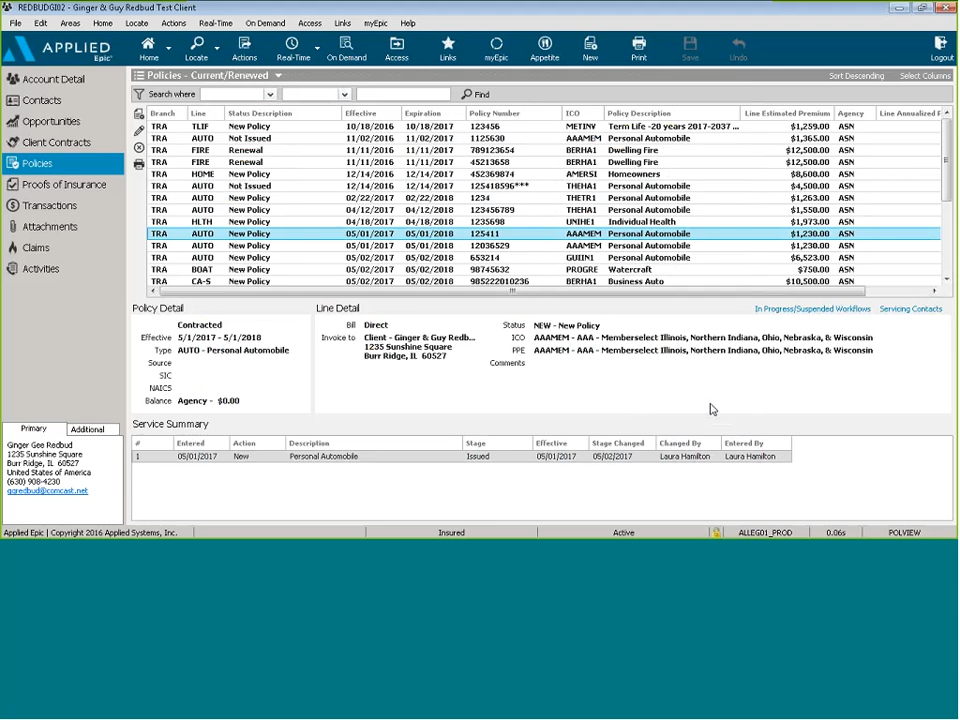 REDBUDGI02 - Ginger & Guy Redbud Test Client
File Edit Areas Home Locate Actions Real-Time On Demand Access Links myEpic Help
APPLIED Epic
Home Locate Actions Real-Time On Demand Access Links myEpic Appetite New Print Save Undo Logout
Account Detail
Contacts
Opportunities
Client Contracts
Policies
Proofs of Insurance
Transactions
Attachments
Claims
Activities
Policies - Current/Renewed Sort Descending Select Columns
Search where Find
Branch Line Status Description Effective Expiration Policy Number ICO Policy Description Line Estimated Premium Agency Line Annualized P
TRA TLIF New Policy 10/18/2016 10/18/2017 123456 METINV Term Life -20 years 2017-2037 ... $1,259.00 ASN
TRA AUTO Not Issued 11/02/2016 11/02/2017 1125630 AAAMEM Personal Automobile $1,365.00 ASN
TRA FIRE Renewal 11/11/2016 11/11/2017 789123654 BERHA1 Dwelling Fire $12,500.00 ASN
TRA FIRE Renewal 11/11/2016 11/11/2017 45213658 BERHA1 Dwelling Fire $12,500.00 ASN
TRA HOME New Policy 12/14/2016 12/14/2017 452369874 AMERSI Homeowners $8,600.00 ASN
TRA AUTO Not Issued 12/14/2016 12/14/2017 125418596*** THEHA1 Personal Automobile $4,500.00 ASN
TRA AUTO New Policy 02/22/2017 02/22/2018 1234 THETR1 Personal Automobile $1,263.00 ASN
TRA AUTO New Policy 04/12/2017 04/12/2018 123456789 THEHA1 Personal Automobile $1,550.00 ASN
TRA HLTH New Policy 04/18/2017 04/18/2018 1235698 UNIHE1 Individual Health $1,973.00 ASN
TRA AUTO New Policy 05/01/2017 05/01/2018 125411 AAAMEM Personal Automobile $1,230.00 ASN
TRA AUTO New Policy 05/01/2017 05/01/2018 12036529 AAAMEM Personal Automobile $1,230.00 ASN
TRA AUTO New Policy 05/02/2017 05/02/2018 653214 GUIIN1 Personal Automobile $6,523.00 ASN
TRA BOAT New Policy 05/02/2017 05/02/2018 98745632 PROGRE Watercraft $750.00 ASN
TRA CA-S New Policy 05/02/2017 05/02/2018 985222010236 BERHA1 Business Auto $10,500.00 ASN
Policy Detail Line Detail In Progress/Suspended Workflows Servicing Contacts
Contracted Bill Direct Status NEW - New Policy
Effective 5/1/2017 - 5/1/2018 Invoice to Client - Ginger & Guy Redb... ICO AAAMEM - AAA - Memberselect Illinois, Northern Indiana, Ohio, Nebraska, & Wisconsin
Type AUTO - Personal Automobile 1235 Sunshine Square PPE AAAMEM - AAA - Memberselect Illinois, Northern Indiana, Ohio, Nebraska, & Wisconsin
Source Burr Ridge, IL 60527 Comments
SIC
NAICS
Balance Agency - $0.00
Service Summary
# Entered Action Description Stage Effective Stage Changed Changed By Entered By
1 05/01/2017 New Personal Automobile Issued 05/01/2017 05/02/2017 Laura Hamilton Laura Hamilton
Primary Additional
Ginger Gee Redbud
1235 Sunshine Square
Burr Ridge, IL 60527
United States of America
(630) 908-4230
ggredbud@comcast.net
Applied Epic | Copyright 2016 Applied Systems, Inc. Insured Active ALLEG01_PROD 0.06s POLVIEW